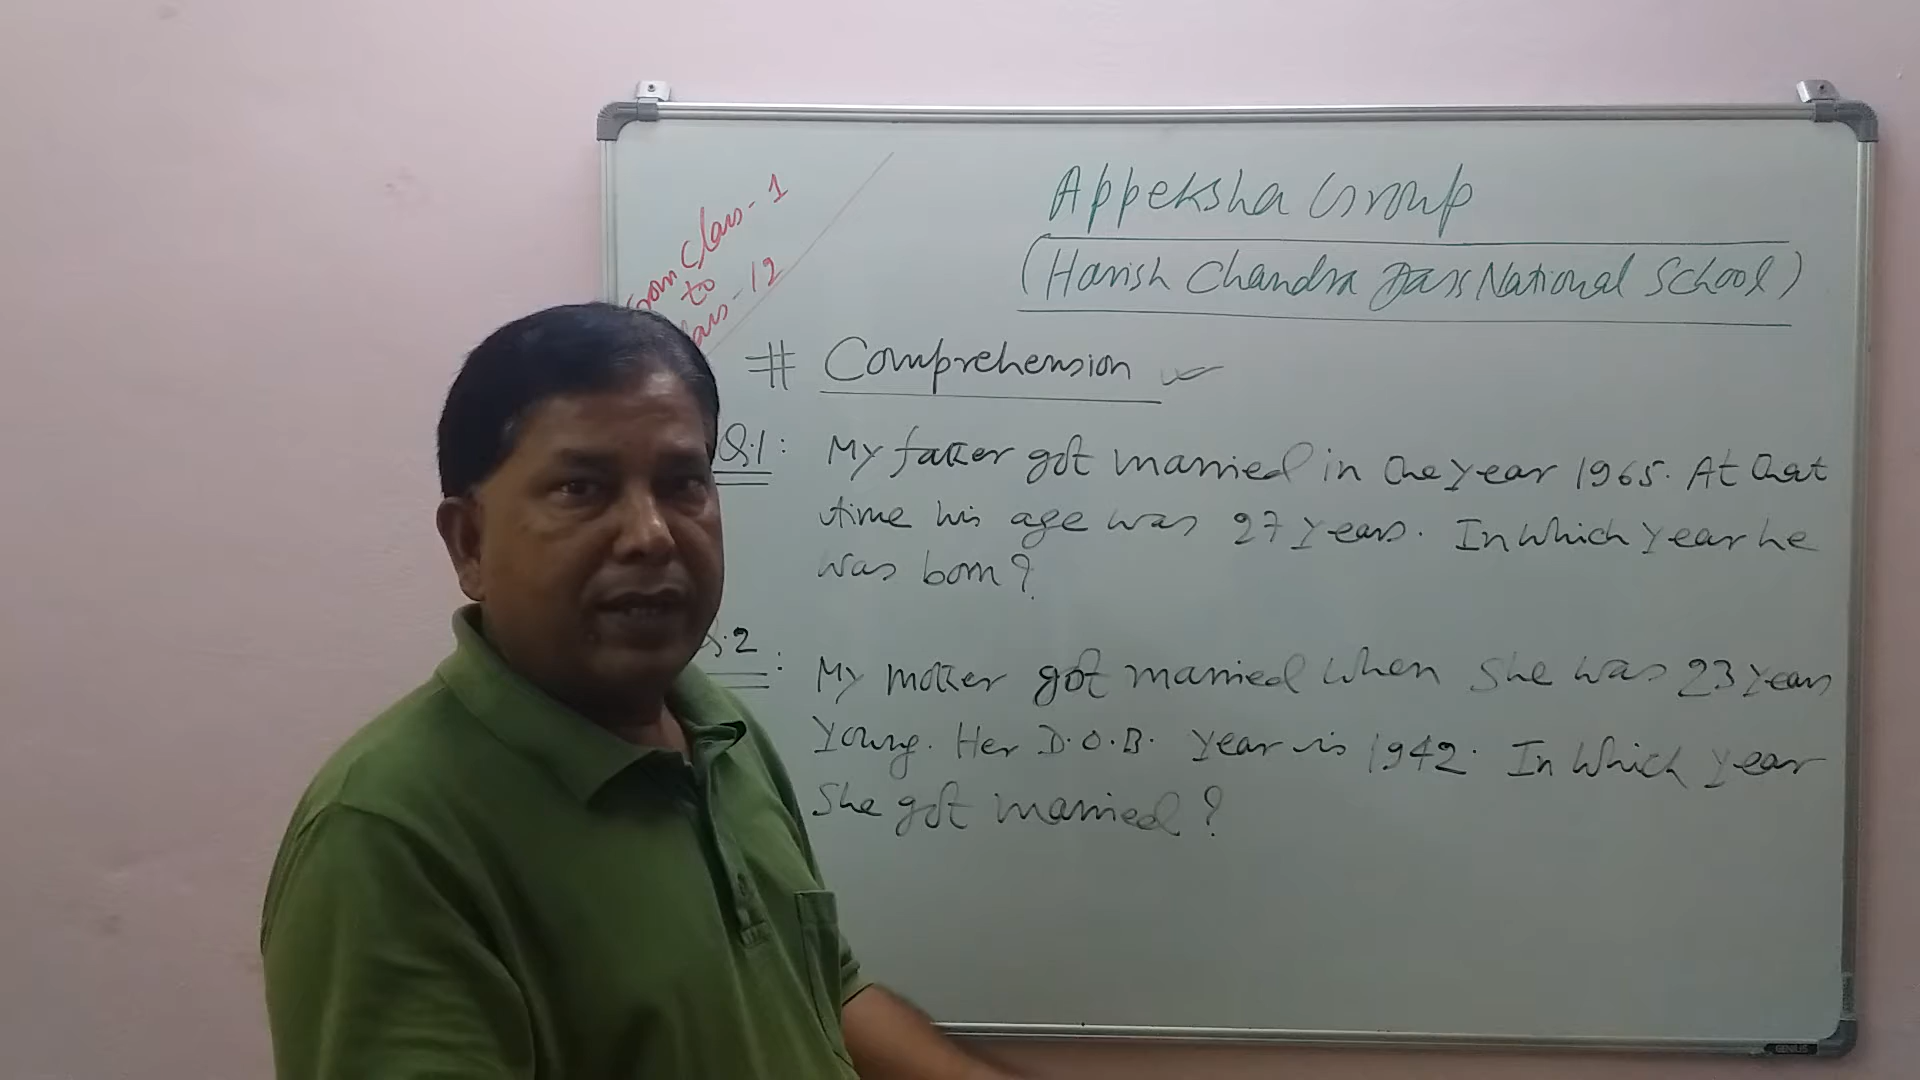 From Class-1
to
Class-12
Appeksha Group
(Harish Chandra Dass National School)
# Comprehension
Q.1: My father got married in the year 1965. At that
time his age was 27 years. In which year he
was born?
Q.2: My mother got married when she was 23 years
young. Her D.O.B. year is 1942. In which year
She got married?
GENIUS